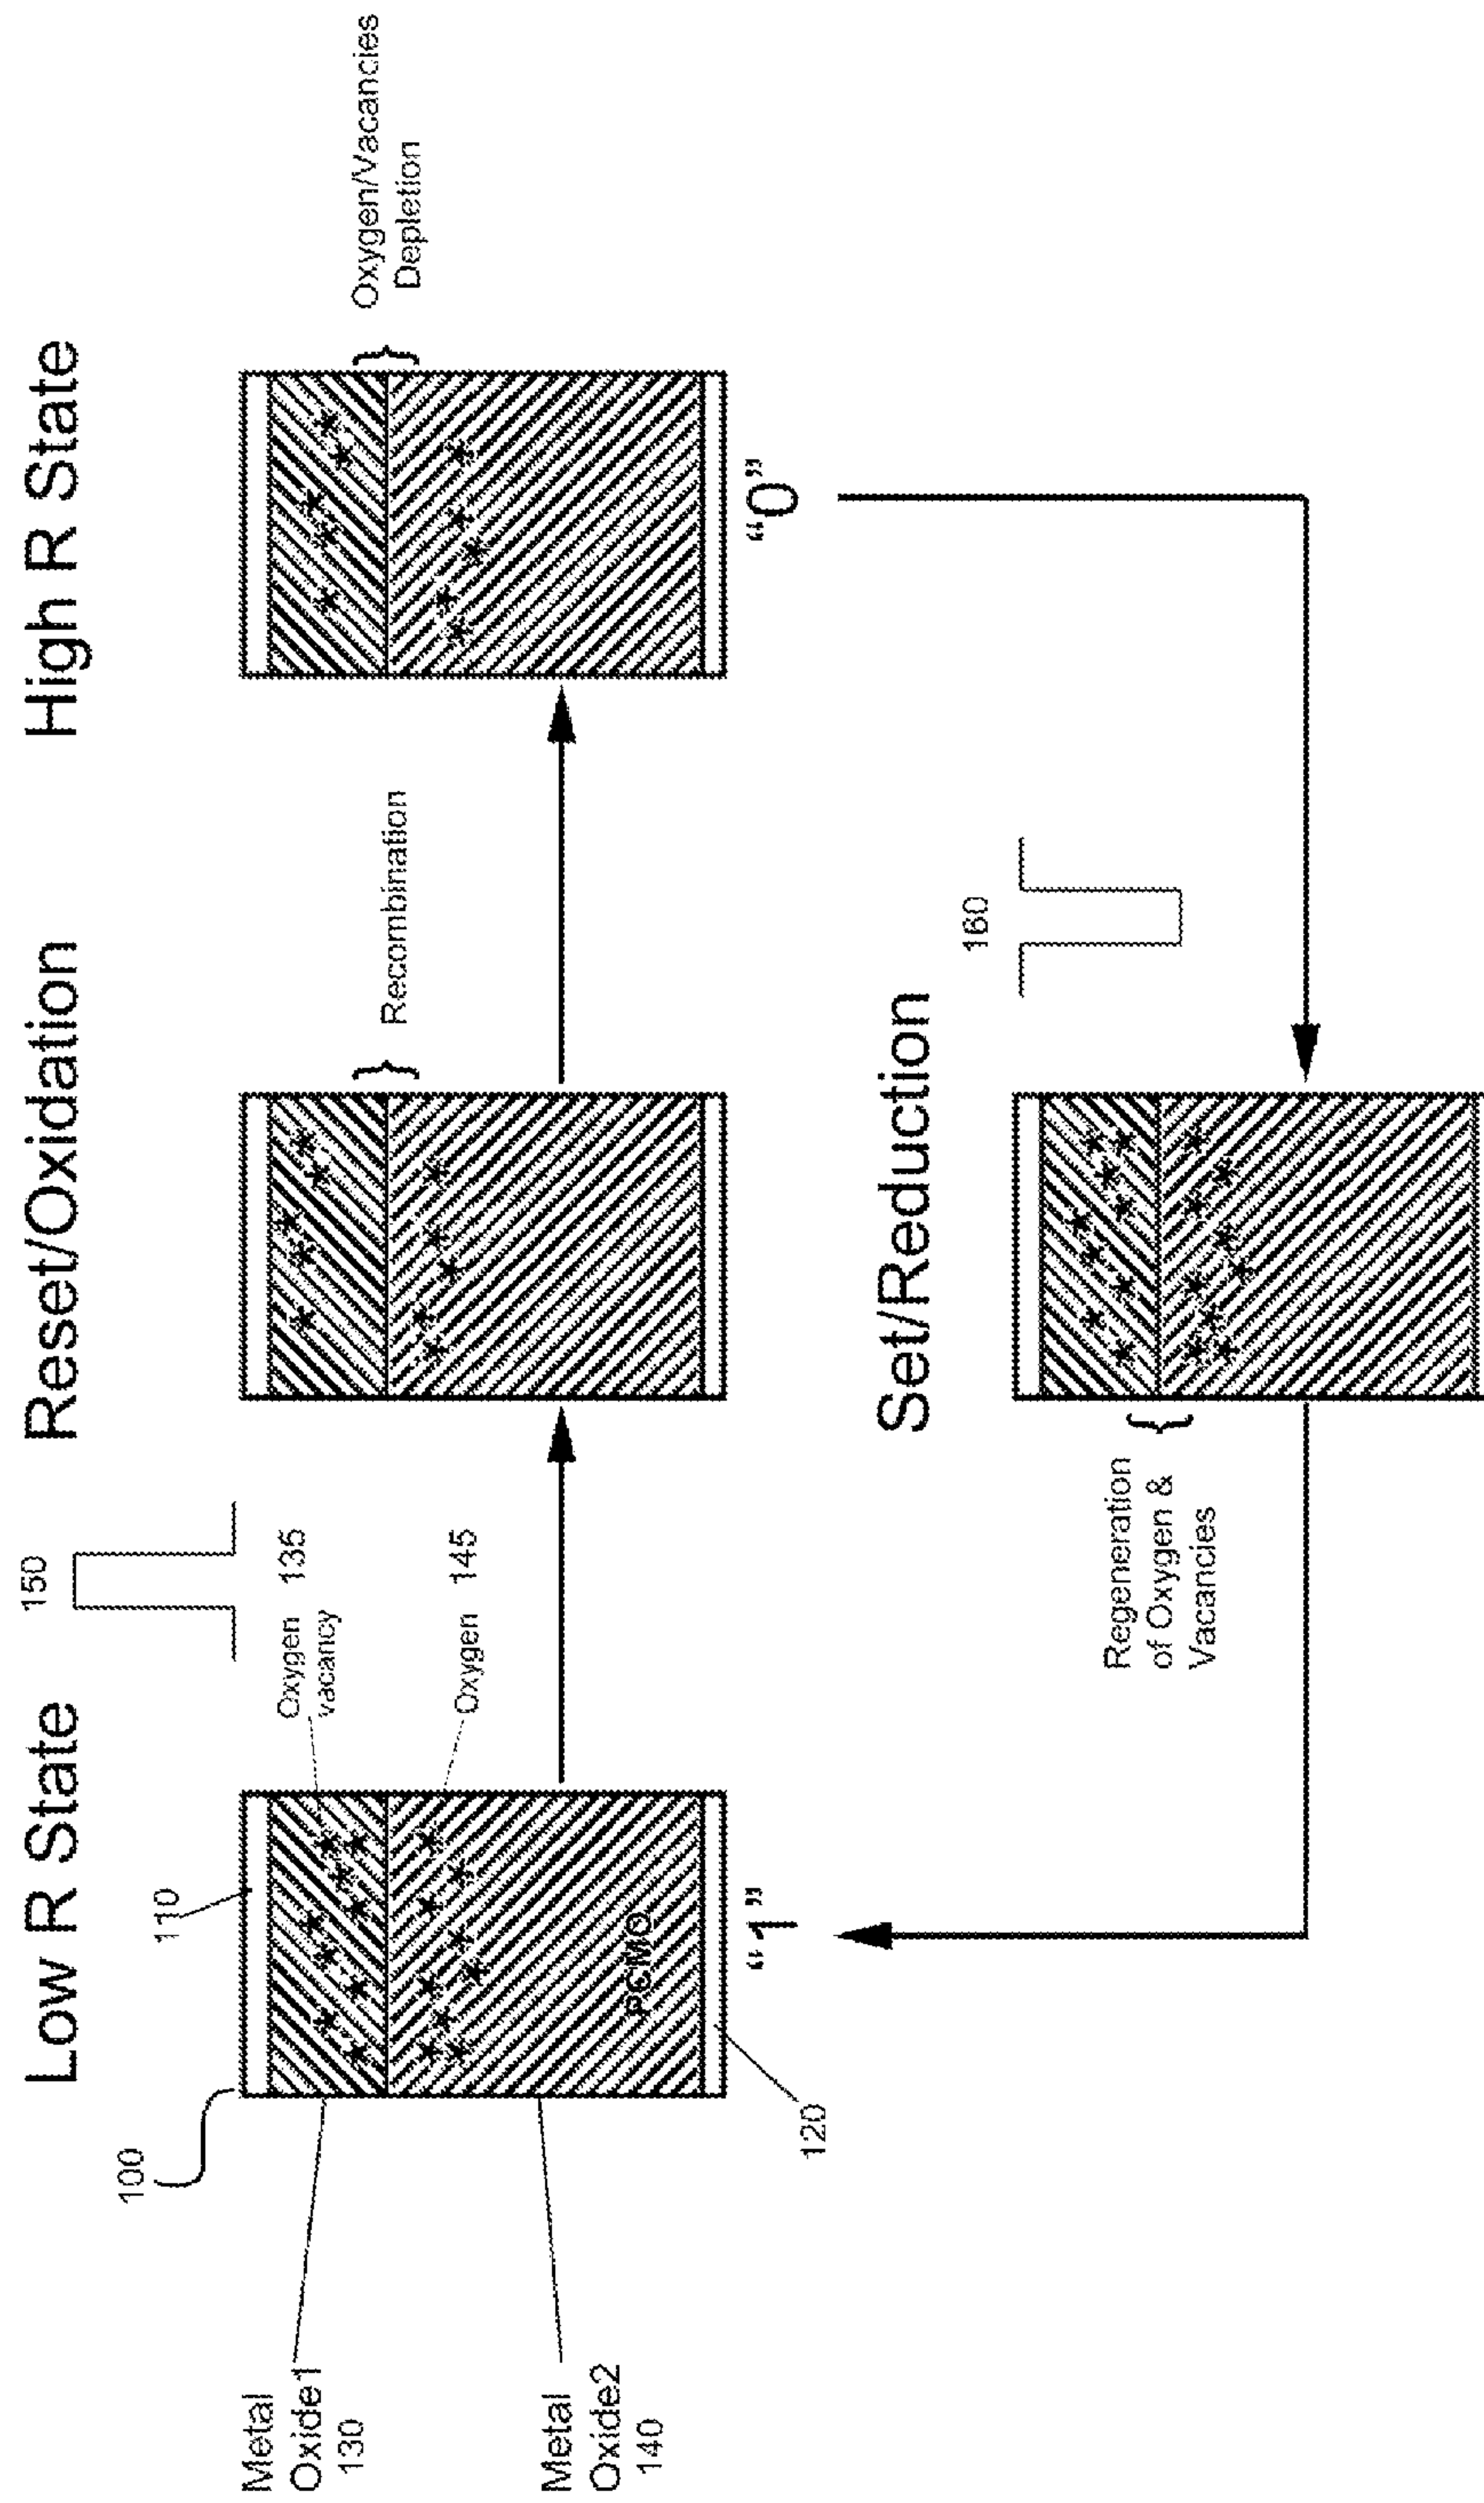 Low R State
Reset/Oxidation
High R State
150
100
110
Oxygen 135
vacancy
Oxygen 145
Recombination
Oxygen/Vacancies
Depletion
Metal
Oxide1
130
Metal
Oxide2
140
PCMO
120
“1”
“0”
Set/Reduction
160
Regeneration
of Oxygen &
Vacancies